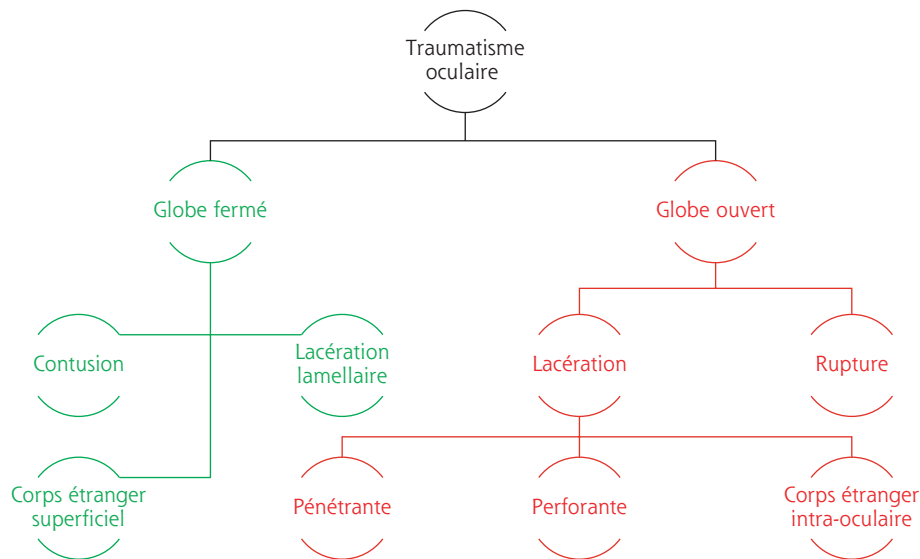 Traumatisme
oculaire
Globe fermé
Globe ouvert
Contusion
Lacération
lamellaire
Lacération
Rupture
Corps étranger
superficiel
Pénétrante
Perforante
Corps étranger
intra-oculaire